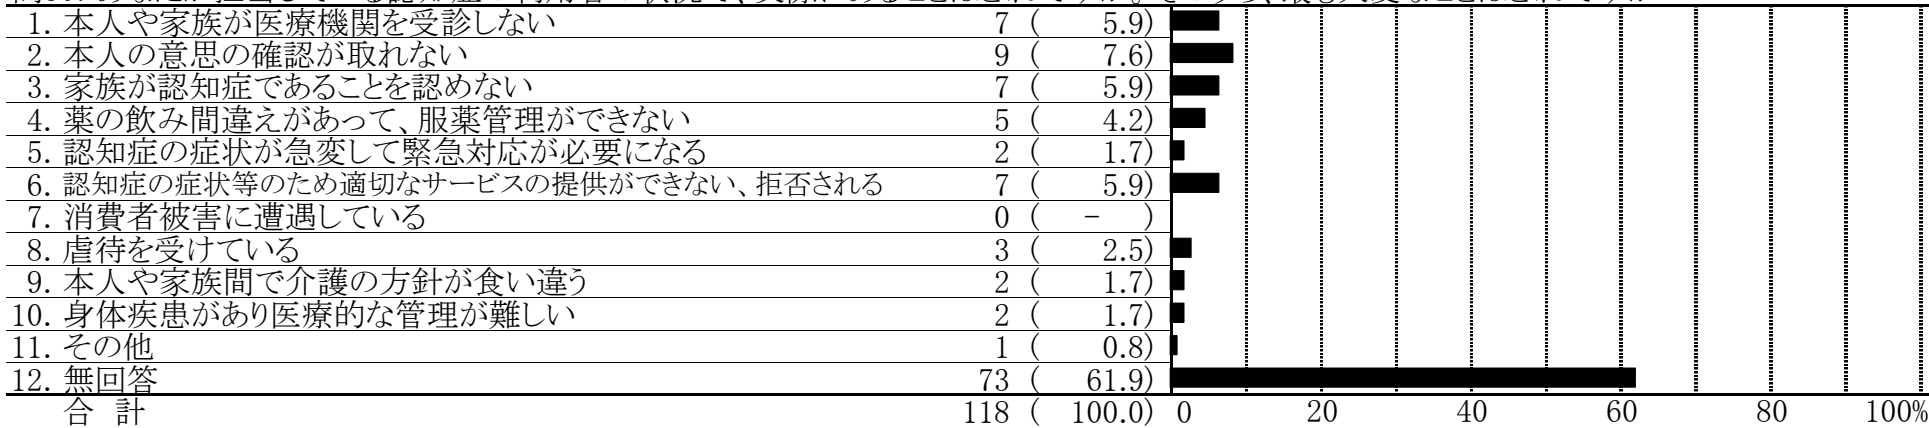 1. 本人や家族が医療機関を受診しない 7 ( 5.9)
2. 本人の意思の確認が取れない 9 ( 7.6)
3. 家族が認知症であることを認めない 7 ( 5.9)
4. 薬の飲み間違えがあって、服薬管理ができない 5 ( 4.2)
5. 認知症の症状が急変して緊急対応が必要になる 2 ( 1.7)
6. 認知症の症状等のため適切なサービスの提供ができない、拒否される 7 ( 5.9)
7. 消費者被害に遭遇している 0 ( - )
8. 虐待を受けている 3 ( 2.5)
9. 本人や家族間で介護の方針が食い違う 2 ( 1.7)
10. 身体疾患があり医療的な管理が難しい 2 ( 1.7)
11. その他 1 ( 0.8)
12. 無回答 73 ( 61.9)
合 計 118 ( 100.0) 0 20 40 60 80 100%